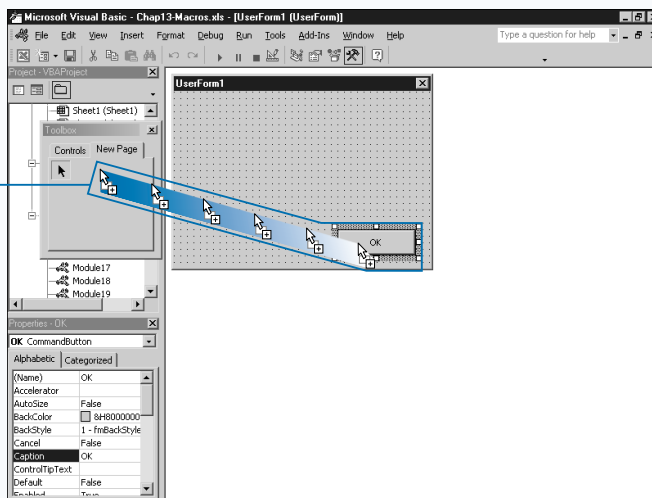 Microsoft Visual Basic - Chap13-Macros.xls - [UserForm1 (UserForm)]
File Edit View Insert Format Debug Run Tools Add-Ins Window Help
Type a question for help
Project - VBAProject
UserForm1
Sheet1 (Sheet1)
Toolbox
Controls New Page
OK
Module17
Module18
Module19
Properties - OK
OK CommandButton
Alphabetic Categorized
(Name) OK
Accelerator
AutoSize False
BackColor &H8000000
BackStyle 1 - fmBackStyle
Cancel False
Caption OK
ControlTipText
Default False
Enabled True